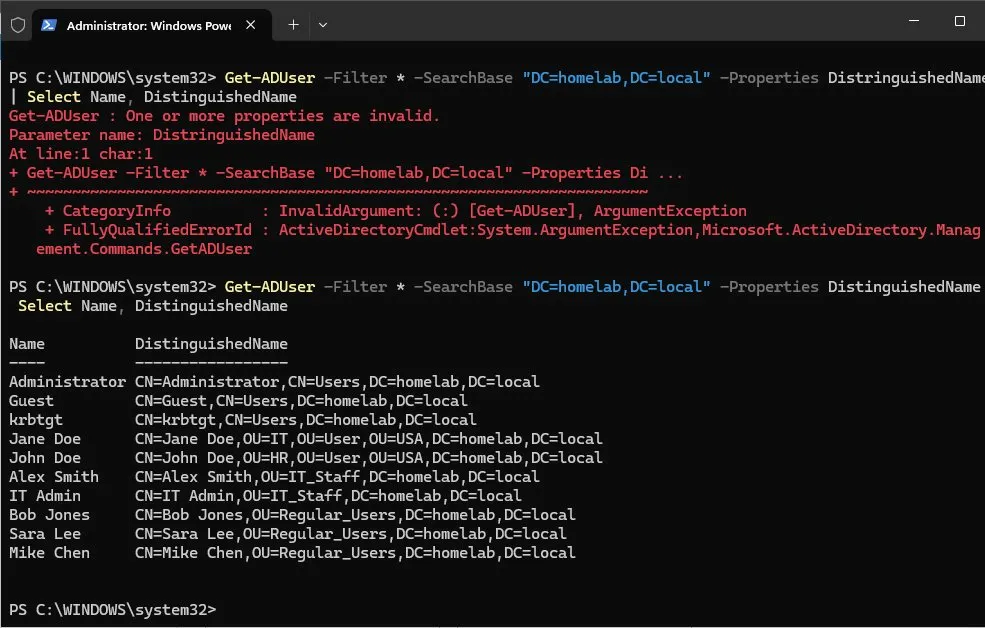 Administrator: Windows Powe
PS C:\WINDOWS\system32> Get-ADUser -Filter * -SearchBase "DC=homelab,DC=local" -Properties DistringuishedName
| Select Name, DistinguishedName
Get-ADUser : One or more properties are invalid.
Parameter name: DistringuishedName
At line:1 char:1
+ Get-ADUser -Filter * -SearchBase "DC=homelab,DC=local" -Properties Di ...
+ ~~~~~~~~~~~~~~~~~~~~~~~~~~~~~~~~~~~~~~~~~~~~~~~~~~~~~~~~~~~~~~~~~~~~~
    + CategoryInfo          : InvalidArgument: (:) [Get-ADUser], ArgumentException
    + FullyQualifiedErrorId : ActiveDirectoryCmdlet:System.ArgumentException,Microsoft.ActiveDirectory.Manag
   ement.Commands.GetADUser
PS C:\WINDOWS\system32> Get-ADUser -Filter * -SearchBase "DC=homelab,DC=local" -Properties DistinguishedName
 Select Name, DistinguishedName
Name          DistinguishedName
----          -----------------
Administrator CN=Administrator,CN=Users,DC=homelab,DC=local
Guest         CN=Guest,CN=Users,DC=homelab,DC=local
krbtgt        CN=krbtgt,CN=Users,DC=homelab,DC=local
Jane Doe      CN=Jane Doe,OU=IT,OU=User,OU=USA,DC=homelab,DC=local
John Doe      CN=John Doe,OU=HR,OU=User,OU=USA,DC=homelab,DC=local
Alex Smith    CN=Alex Smith,OU=IT_Staff,DC=homelab,DC=local
IT Admin      CN=IT Admin,OU=IT_Staff,DC=homelab,DC=local
Bob Jones     CN=Bob Jones,OU=Regular_Users,DC=homelab,DC=local
Sara Lee      CN=Sara Lee,OU=Regular_Users,DC=homelab,DC=local
Mike Chen     CN=Mike Chen,OU=Regular_Users,DC=homelab,DC=local
PS C:\WINDOWS\system32>